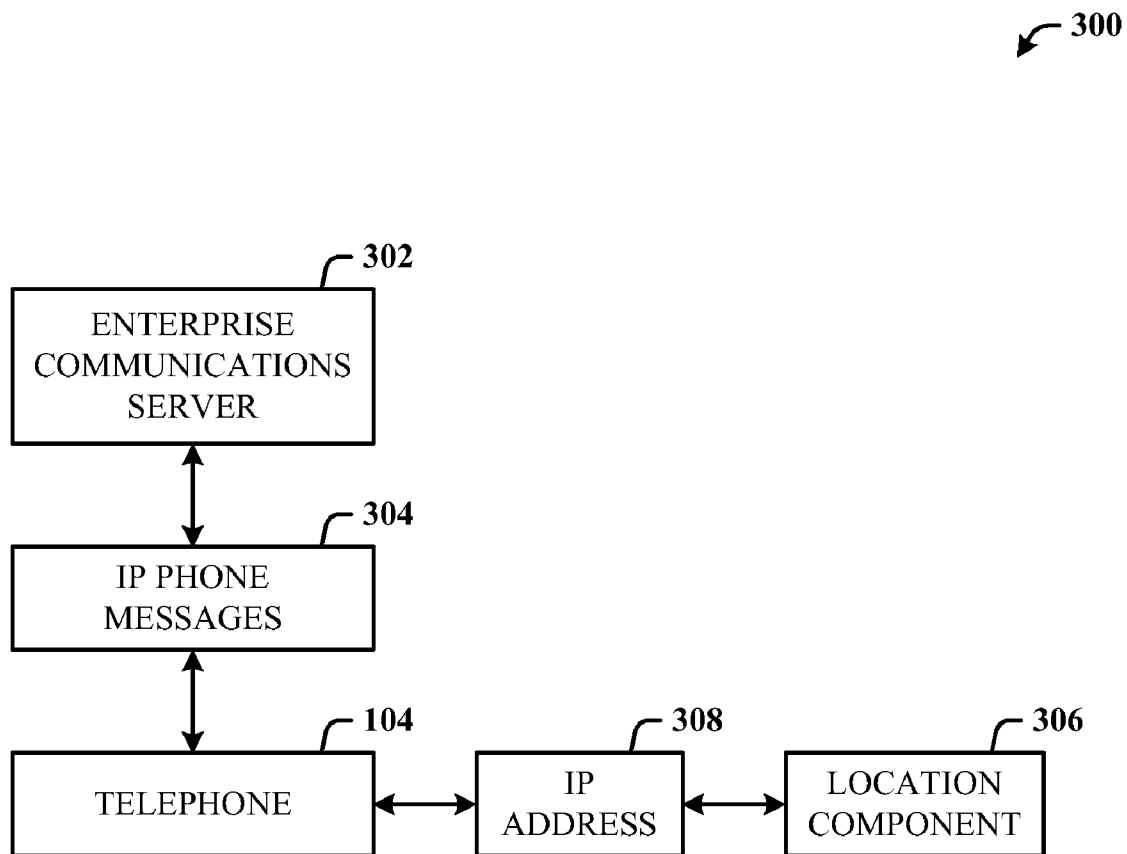 300
302
ENTERPRISE
COMMUNICATIONS
SERVER
304
IP PHONE
MESSAGES
104
TELEPHONE
308
IP
ADDRESS
306
LOCATION
COMPONENT